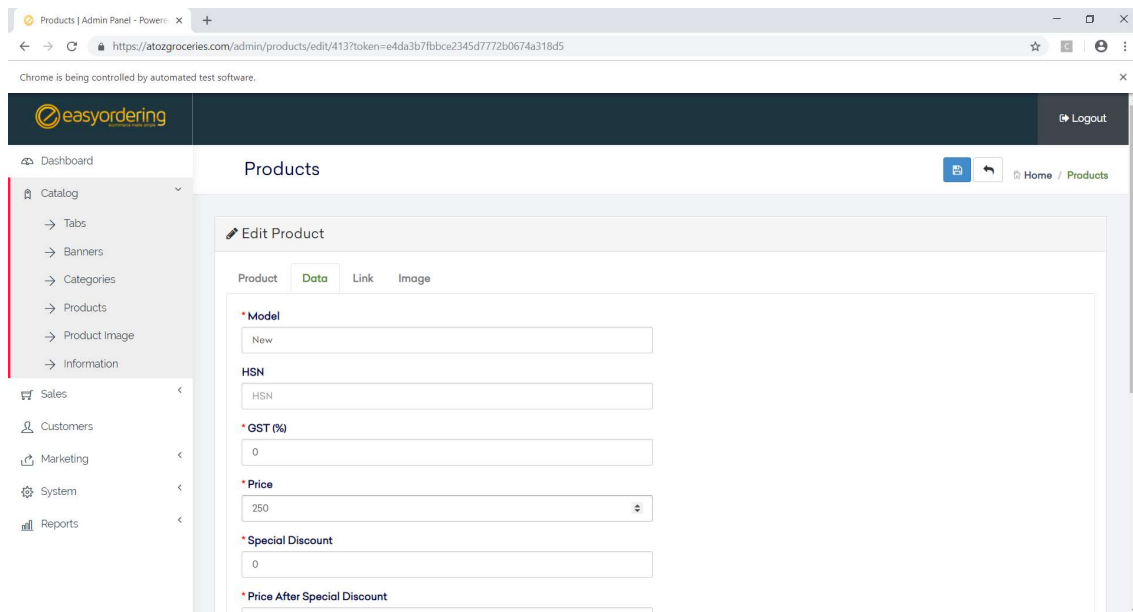 Products | Admin Panel - Powere
https://atozgroceries.com/admin/products/edit/413?token=e4da3b7fbbce2345d7772b0674a318d5
Chrome is being controlled by automated test software.
easyordering
Logout
Dashboard
Catalog
Tabs
Banners
Categories
Products
Product Image
Information
Sales
Customers
Marketing
System
Reports
Products
Home / Products
Edit Product
Product Data Link Image
* Model
New
HSN
HSN
* GST (%)
0
* Price
250
* Special Discount
0
* Price After Special Discount